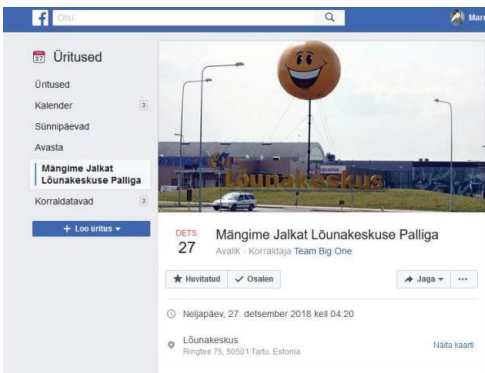 Otsi
Mare
27
Üritused
Üritused
Kalender
3
Sünnipäevad
Avasta
Mängime Jalkat
Lõunakeskuse Palliga
Korraldatavad
3
+ Loo üritus
Lõunakeskus
DETS
27
Mängime Jalkat Lõunakeskuse Palliga
Avalik · Korraldaja Team Big One
Huvitatud
Osalen
Jaga
Neljapäev, 27. detsember 2018 kell 04:20
Lõunakeskus
Ringtee 75, 50501 Tartu, Estonia
Näita kaarti